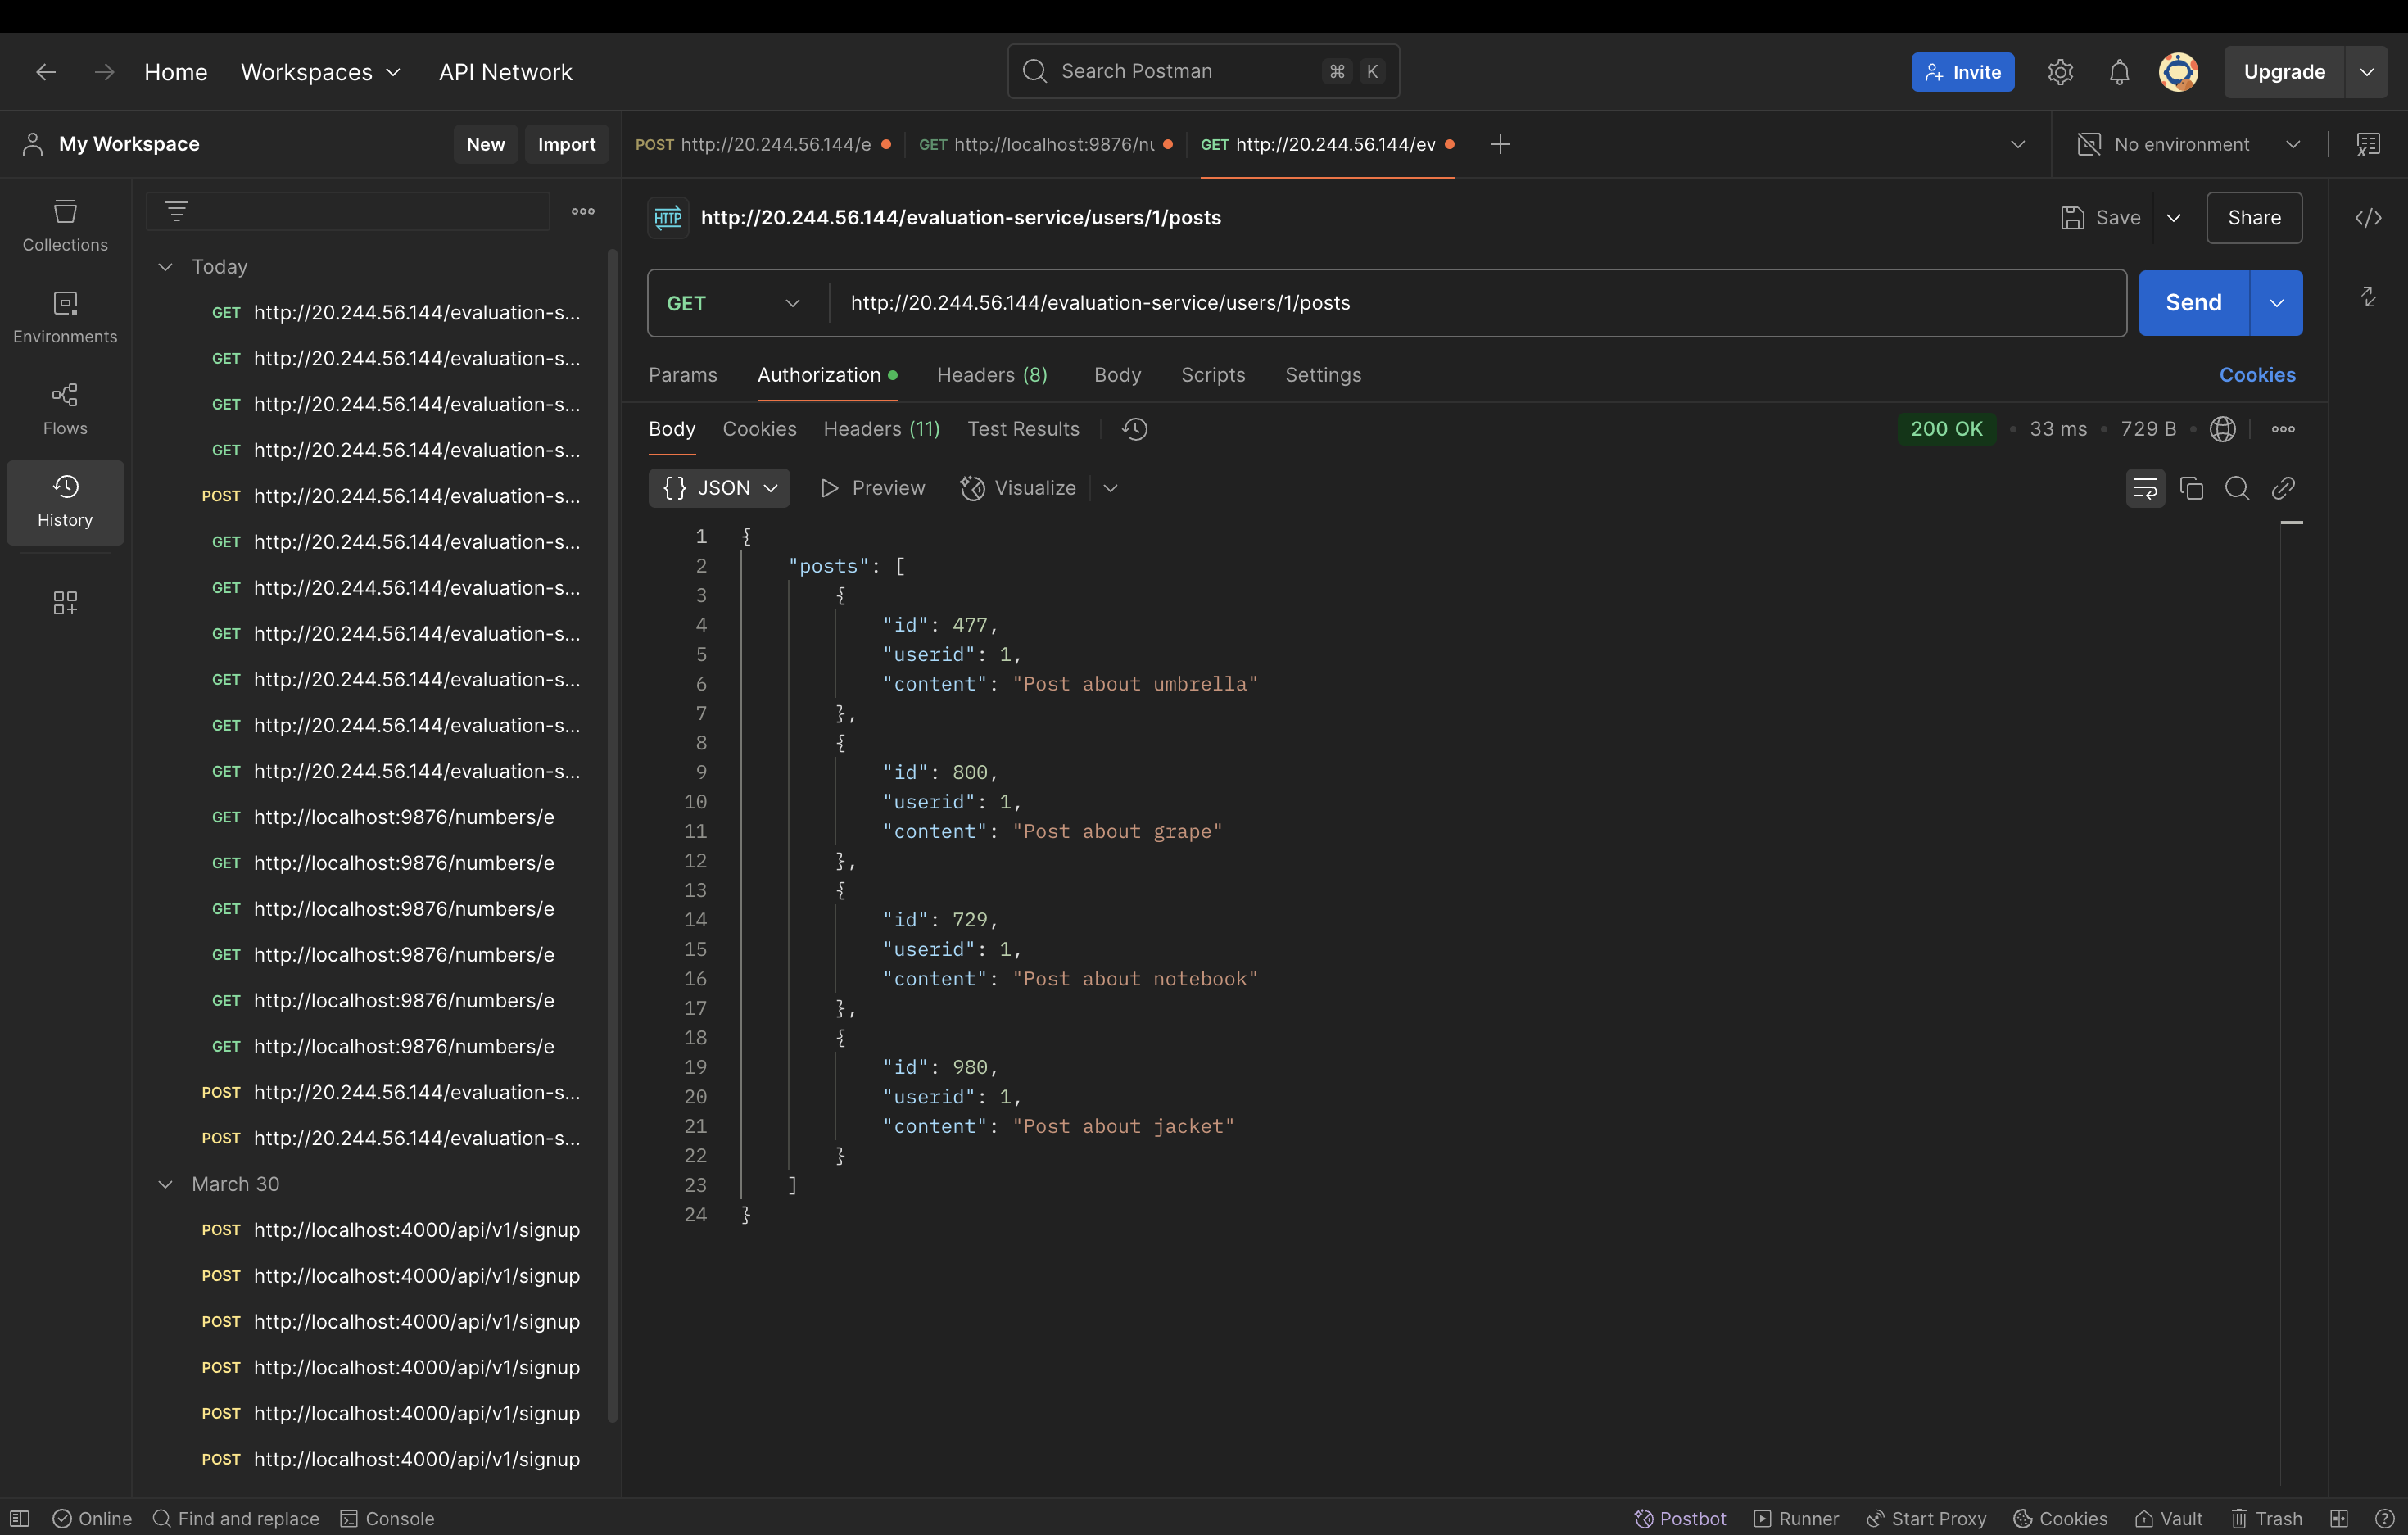 Home Workspaces API Network Search Postman ⌘ K Invite Upgrade
My Workspace New Import POST http://20.244.56.144/e GET http://localhost:9876/nu GET http://20.244.56.144/ev No environment
Collections
Environments
Flows
History
Today
GET http://20.244.56.144/evaluation-s...
GET http://20.244.56.144/evaluation-s...
GET http://20.244.56.144/evaluation-s...
GET http://20.244.56.144/evaluation-s...
POST http://20.244.56.144/evaluation-s...
GET http://20.244.56.144/evaluation-s...
GET http://20.244.56.144/evaluation-s...
GET http://20.244.56.144/evaluation-s...
GET http://20.244.56.144/evaluation-s...
GET http://20.244.56.144/evaluation-s...
GET http://20.244.56.144/evaluation-s...
GET http://localhost:9876/numbers/e
GET http://localhost:9876/numbers/e
GET http://localhost:9876/numbers/e
GET http://localhost:9876/numbers/e
GET http://localhost:9876/numbers/e
GET http://localhost:9876/numbers/e
POST http://20.244.56.144/evaluation-s...
POST http://20.244.56.144/evaluation-s...
March 30
POST http://localhost:4000/api/v1/signup
POST http://localhost:4000/api/v1/signup
POST http://localhost:4000/api/v1/signup
POST http://localhost:4000/api/v1/signup
POST http://localhost:4000/api/v1/signup
POST http://localhost:4000/api/v1/signup
HTTP http://20.244.56.144/evaluation-service/users/1/posts Save Share
GET http://20.244.56.144/evaluation-service/users/1/posts Send
Params Authorization Headers (8) Body Scripts Settings Cookies
Body Cookies Headers (11) Test Results 200 OK • 33 ms • 729 B
{} JSON Preview Visualize
1 {
2 "posts": [
3 {
4 "id": 477,
5 "userid": 1,
6 "content": "Post about umbrella"
7 },
8 {
9 "id": 800,
10 "userid": 1,
11 "content": "Post about grape"
12 },
13 {
14 "id": 729,
15 "userid": 1,
16 "content": "Post about notebook"
17 },
18 {
19 "id": 980,
20 "userid": 1,
21 "content": "Post about jacket"
22 }
23 ]
24 }
Online Find and replace Console Postbot Runner Start Proxy Cookies Vault Trash